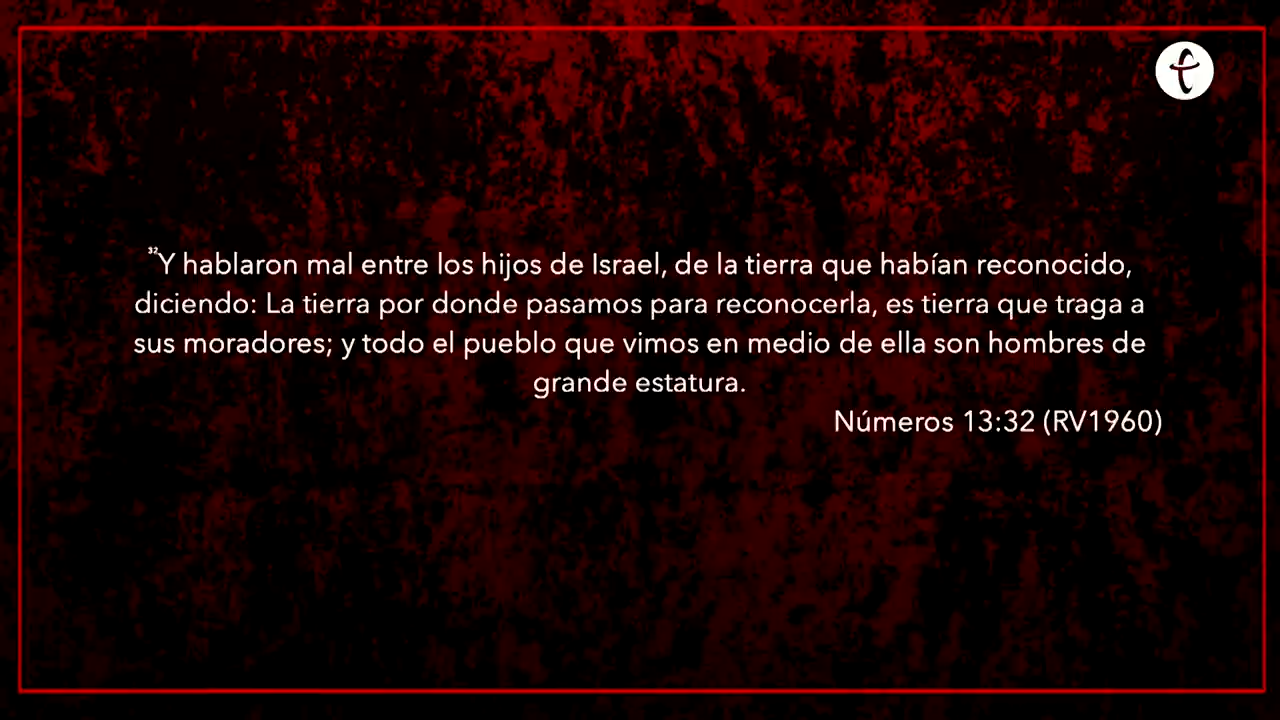 ³²Y hablaron mal entre los hijos de Israel, de la tierra que habían reconocido,
diciendo: La tierra por donde pasamos para reconocerla, es tierra que traga a
sus moradores; y todo el pueblo que vimos en medio de ella son hombres de
grande estatura.
Números 13:32 (RV1960)